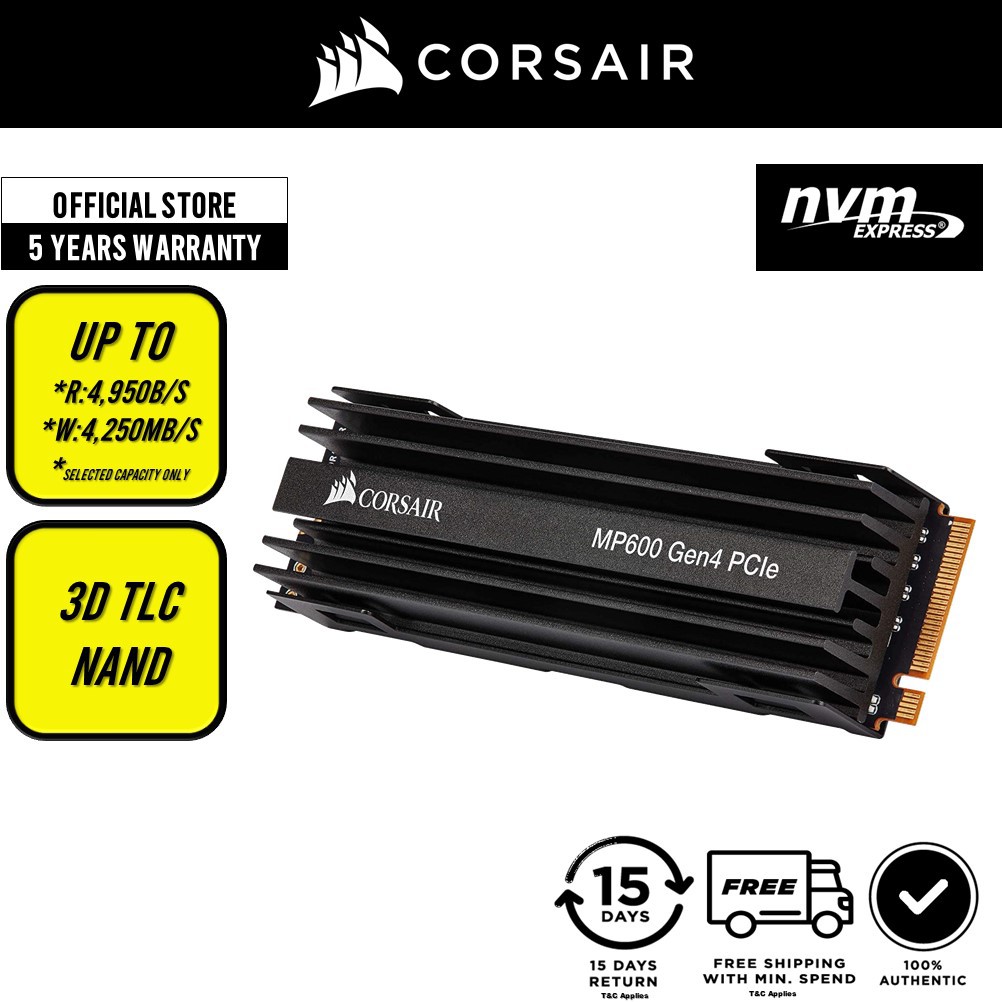 CORSAIR
OFFICIAL STORE
5 YEARS WARRANTY
nvm
EXPRESS®
UP TO
*R:4,950B/S
*W:4,250MB/S
*SELECTED CAPACITY ONLY
3D TLC
NAND
CORSAIR
MP600 Gen4 PCIe
15
DAYS
15 DAYS
RETURN
T&C Applies
FREE
FREE SHIPPING
WITH MIN. SPEND
T&C Applies
100%
AUTHENTIC